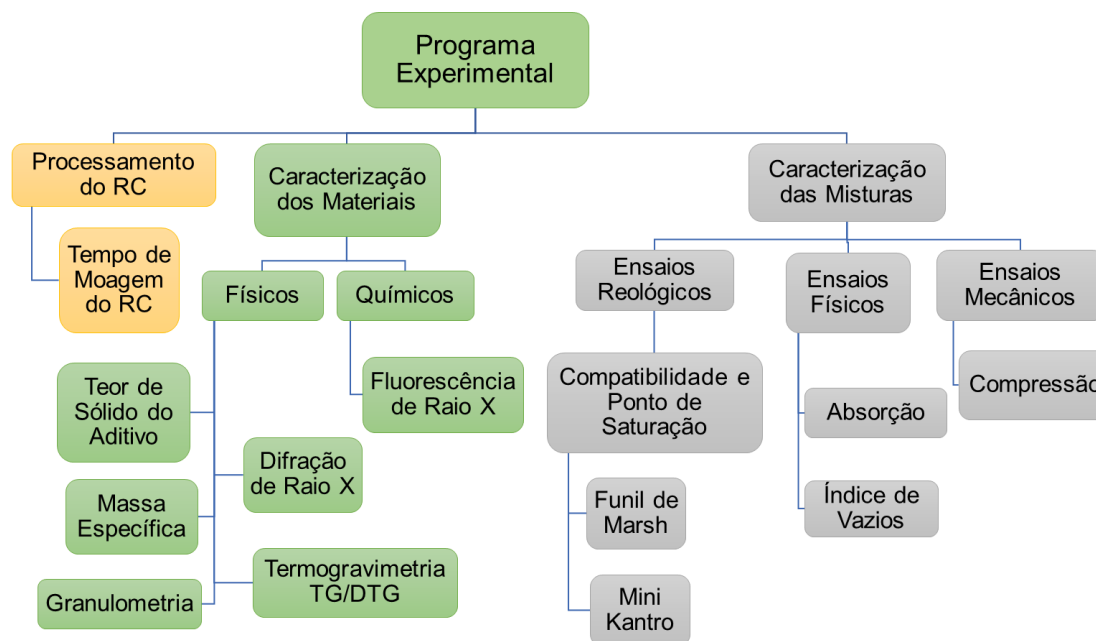 Programa
Experimental
Processamento
do RC
Tempo de
Moagem
do RC
Caracterização
dos Materiais
Físicos
Químicos
Teor de
Sólido do
Aditivo
Massa
Específica
Granulometria
Difração
de Raio X
Termogravimetria
TG/DTG
Fluorescência
de Raio X
Caracterização
das Misturas
Ensaios
Reológicos
Compatibilidade e
Ponto de
Saturação
Funil de
Marsh
Mini
Kantro
Ensaios
Físicos
Absorção
Índice de
Vazios
Ensaios
Mecânicos
Compressão